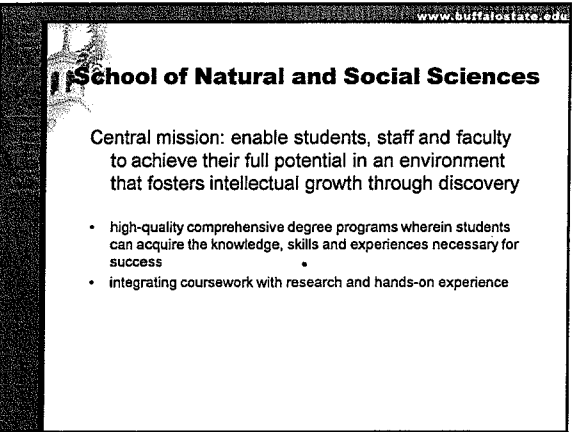 www.buffalostate.edu
School of Natural and Social Sciences
Central mission: enable students, staff and faculty
to achieve their full potential in an environment
that fosters intellectual growth through discovery
• high-quality comprehensive degree programs wherein students
can acquire the knowledge, skills and experiences necessary for
success
• integrating coursework with research and hands-on experience